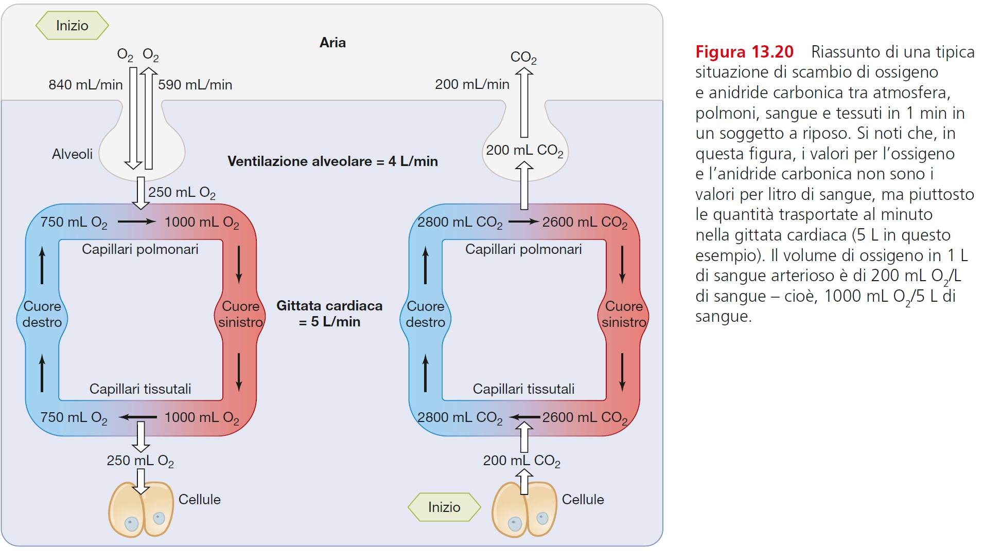 Inizio
Aria
O2 O2
CO2
840 mL/min
590 mL/min
200 mL/min
Alveoli
200 mL CO2
Ventilazione alveolare = 4 L/min
250 mL O2
750 mL O2
1000 mL O2
2800 mL CO2
2600 mL CO2
Capillari polmonari
Capillari polmonari
Cuore
destro
Cuore
sinistro
Gittata cardiaca
= 5 L/min
Cuore
destro
Cuore
sinistro
Capillari tissutali
Capillari tissutali
750 mL O2
1000 mL O2
2800 mL CO2
2600 mL CO2
250 mL O2
200 mL CO2
Cellule
Cellule
Inizio
Figura 13.20 Riassunto di una tipica
situazione di scambio di ossigeno
e anidride carbonica tra atmosfera,
polmoni, sangue e tessuti in 1 min in
un soggetto a riposo. Si noti che, in
questa figura, i valori per l’ossigeno
e l’anidride carbonica non sono i
valori per litro di sangue, ma piuttosto
le quantità trasportate al minuto
nella gittata cardiaca (5 L in questo
esempio). Il volume di ossigeno in 1 L
di sangue arterioso è di 200 mL O2/L
di sangue – cioè, 1000 mL O2/5 L di
sangue.